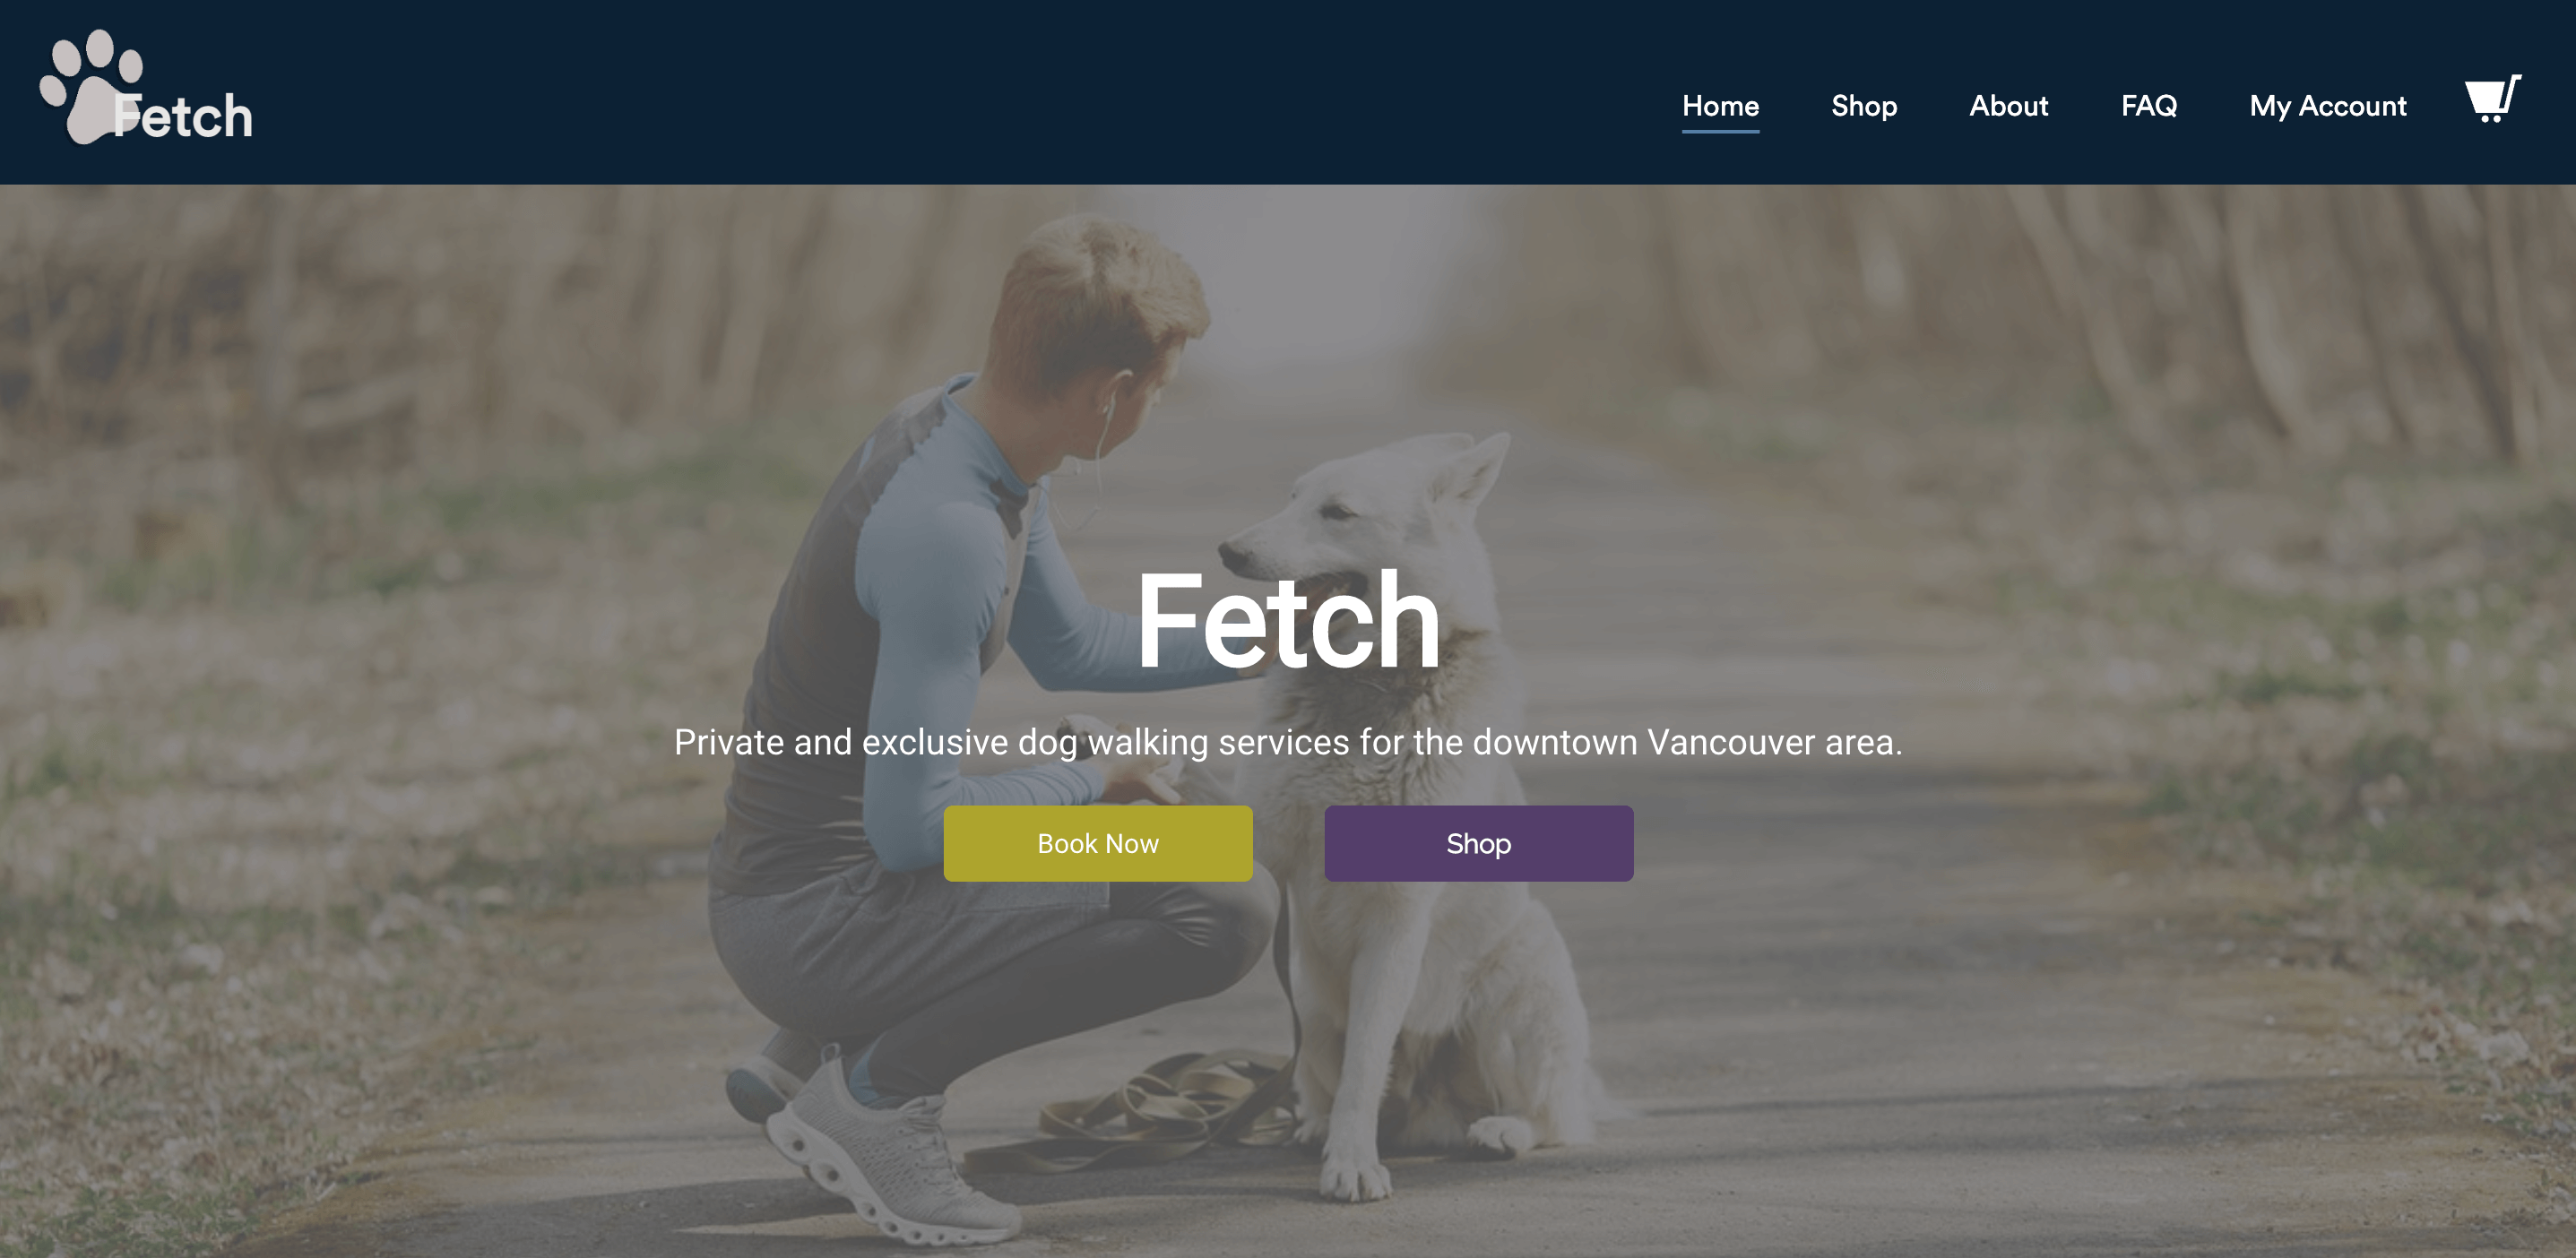 Fetch
Home Shop About FAQ My Account
Fetch
Private and exclusive dog walking services for the downtown Vancouver area.
Book Now Shop